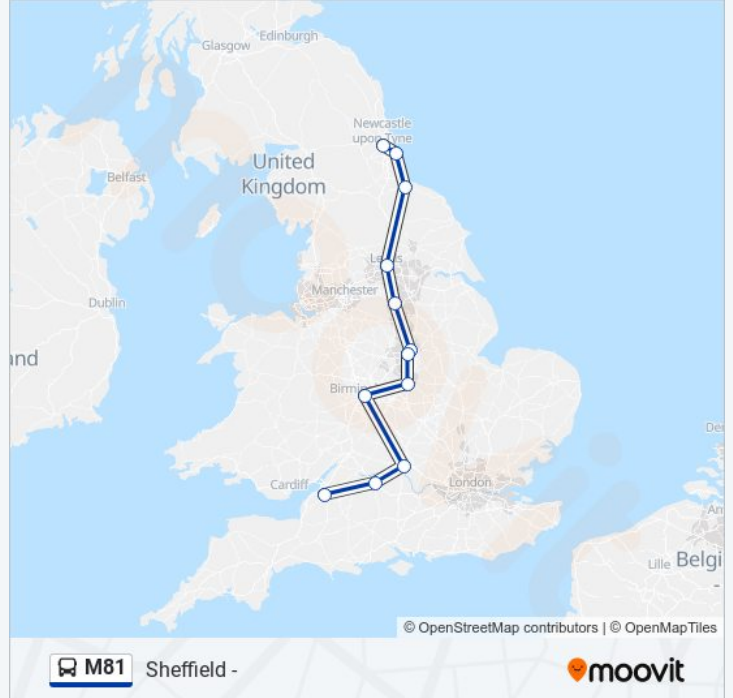 Edinburgh
Glasgow
Newcastle
upon Tyne
United
Kingdom
Belfast
Manchester
Dublin
and
Cardiff
London
Lille
Belgi
© OpenStreetMap contributors | © OpenMapTiles
M81 Sheffield -
moovit